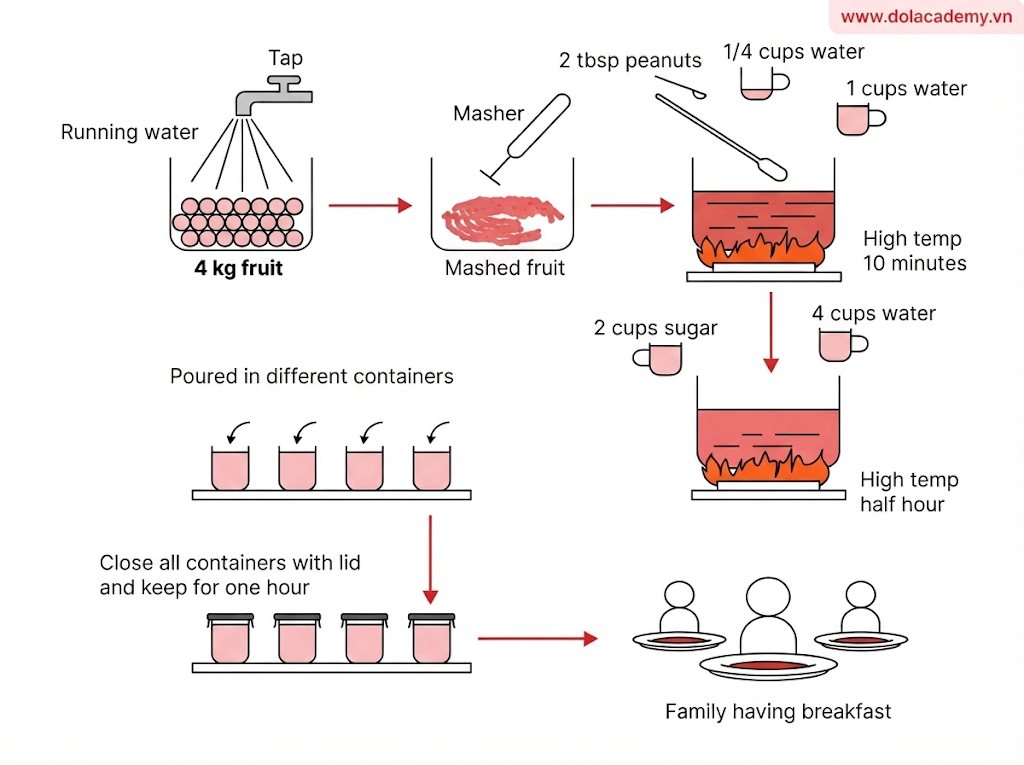 www.dolacademy.vn
Tap
Running water
4 kg fruit
Masher
Mashed fruit
2 tbsp peanuts
1/4 cups water
1 cups water
High temp
10 minutes
2 cups sugar
4 cups water
High temp
half hour
Poured in different containers
Close all containers with lid
and keep for one hour
Family having breakfast